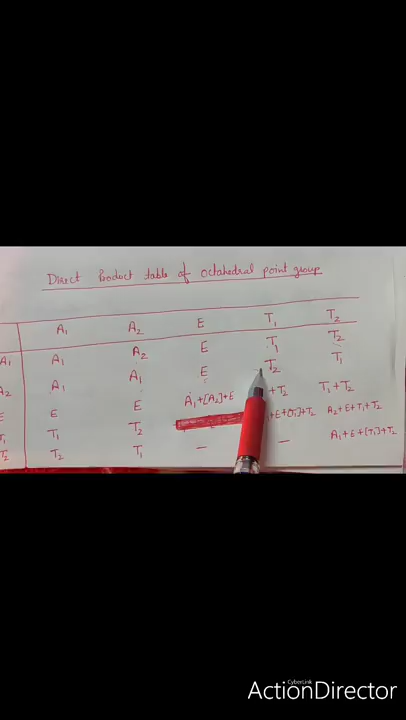 Direct Product table of octahedral point group
A₁ A₂ E T₁ T₂
A₁ A₁ A₂ E T₁ T₂
A₂ A₁ A₁ E T₂ T₁
E E E A₁+[A₂]+E +T₂ T₁+T₂
T₁ T₁ T₂ +E+[T₁]+T₂ A₂+E+T₁+T₂
T₂ T₂ T₁ — — A₁+E+[T₁]+T₂
CyberLink
ActionDirector